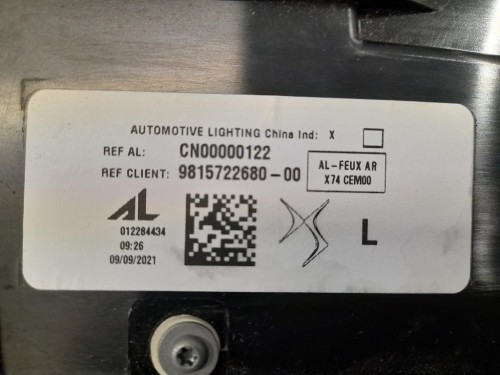 AUTOMOTIVE LIGHTING China Ind: X
REF AL: CN00000122
REF CLIENT: 9815722680-00
AL-FEUX AR
X74 CEM00
AL
012284434
09:26
09/09/2021
L